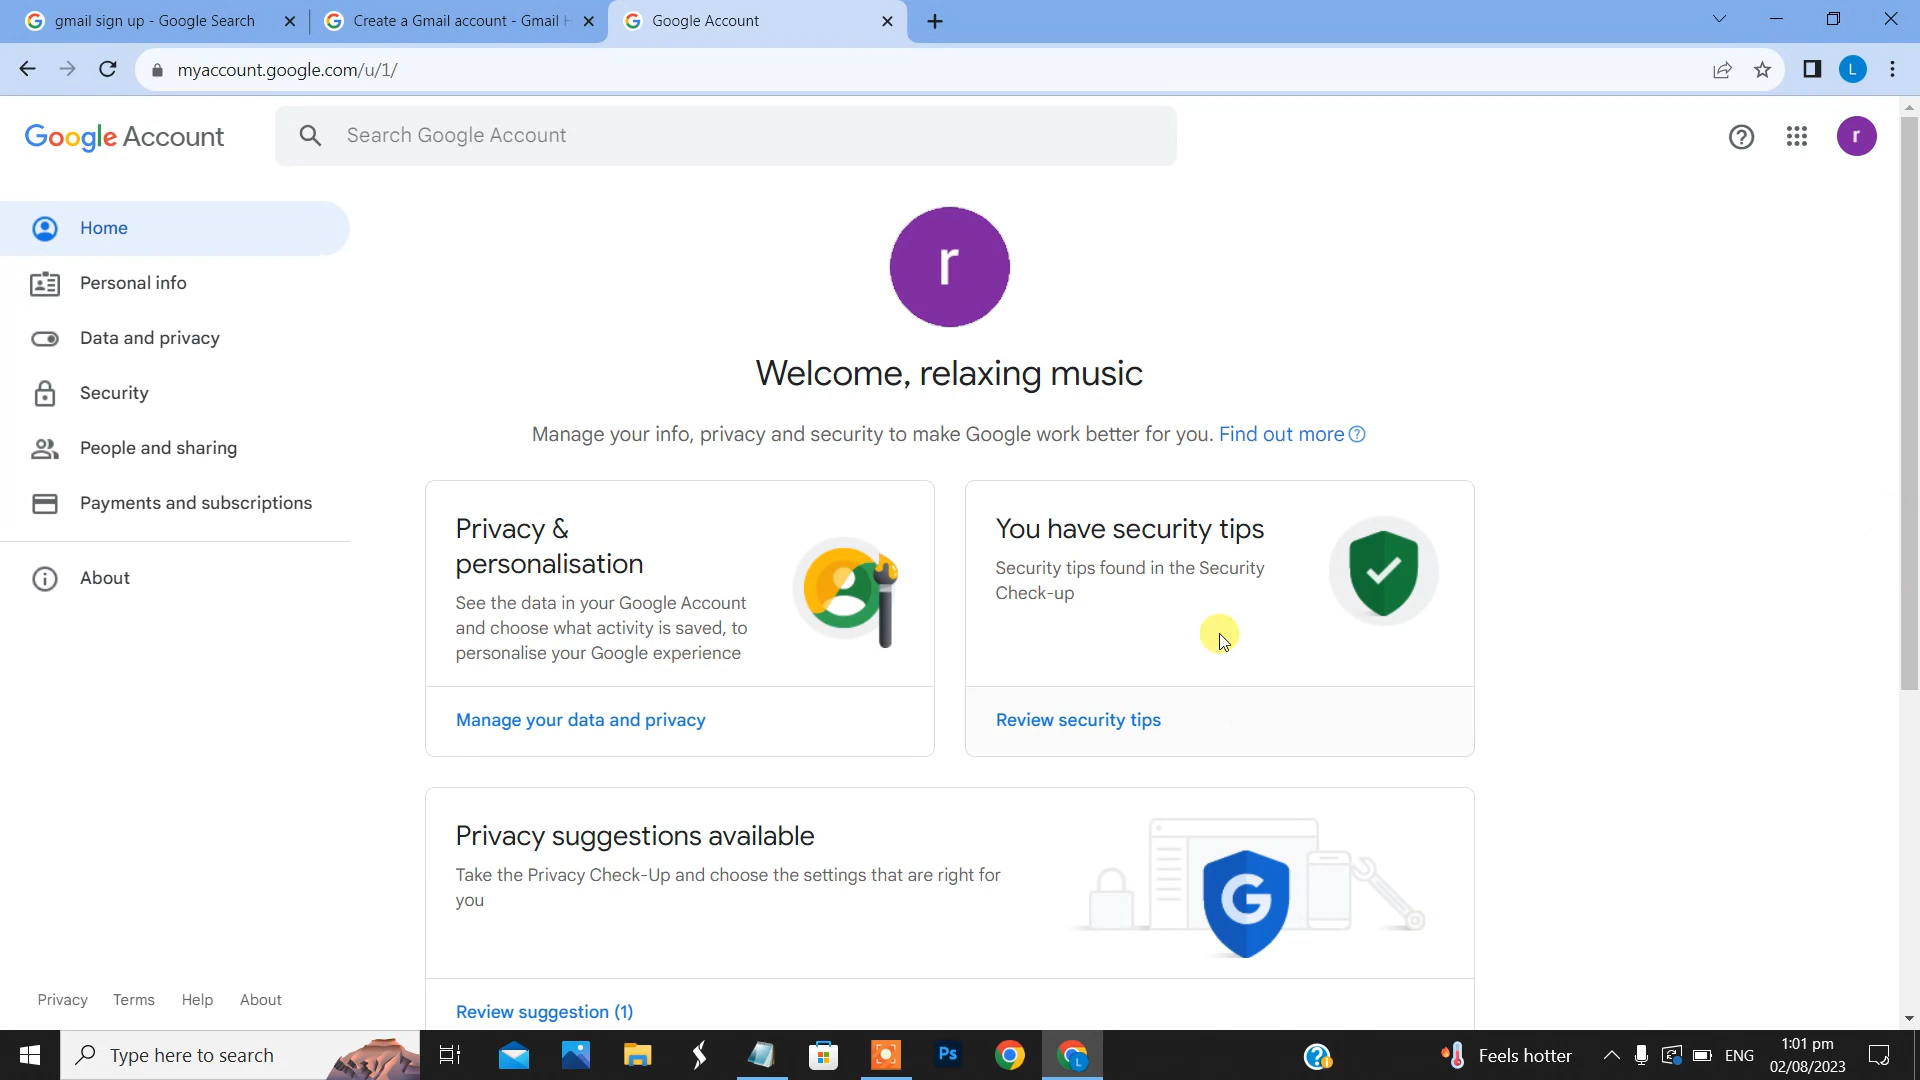 gmail sign up - Google Search
Create a Gmail account - Gmail H
Google Account
myaccount.google.com/u/1/
L
Google Account
Search Google Account
r
Home
Personal info
Data and privacy
Security
People and sharing
Payments and subscriptions
About
r
Welcome, relaxing music
Manage your info, privacy and security to make Google work better for you. Find out more
Privacy &
personalisation
See the data in your Google Account
and choose what activity is saved, to
personalise your Google experience
Manage your data and privacy
You have security tips
Security tips found in the Security
Check-up
Review security tips
Privacy suggestions available
Take the Privacy Check-Up and choose the settings that are right for
you
G
Review suggestion (1)
Privacy Terms Help About
Type here to search
Ps
L
Feels hotter
ENG
1:01 pm
02/08/2023